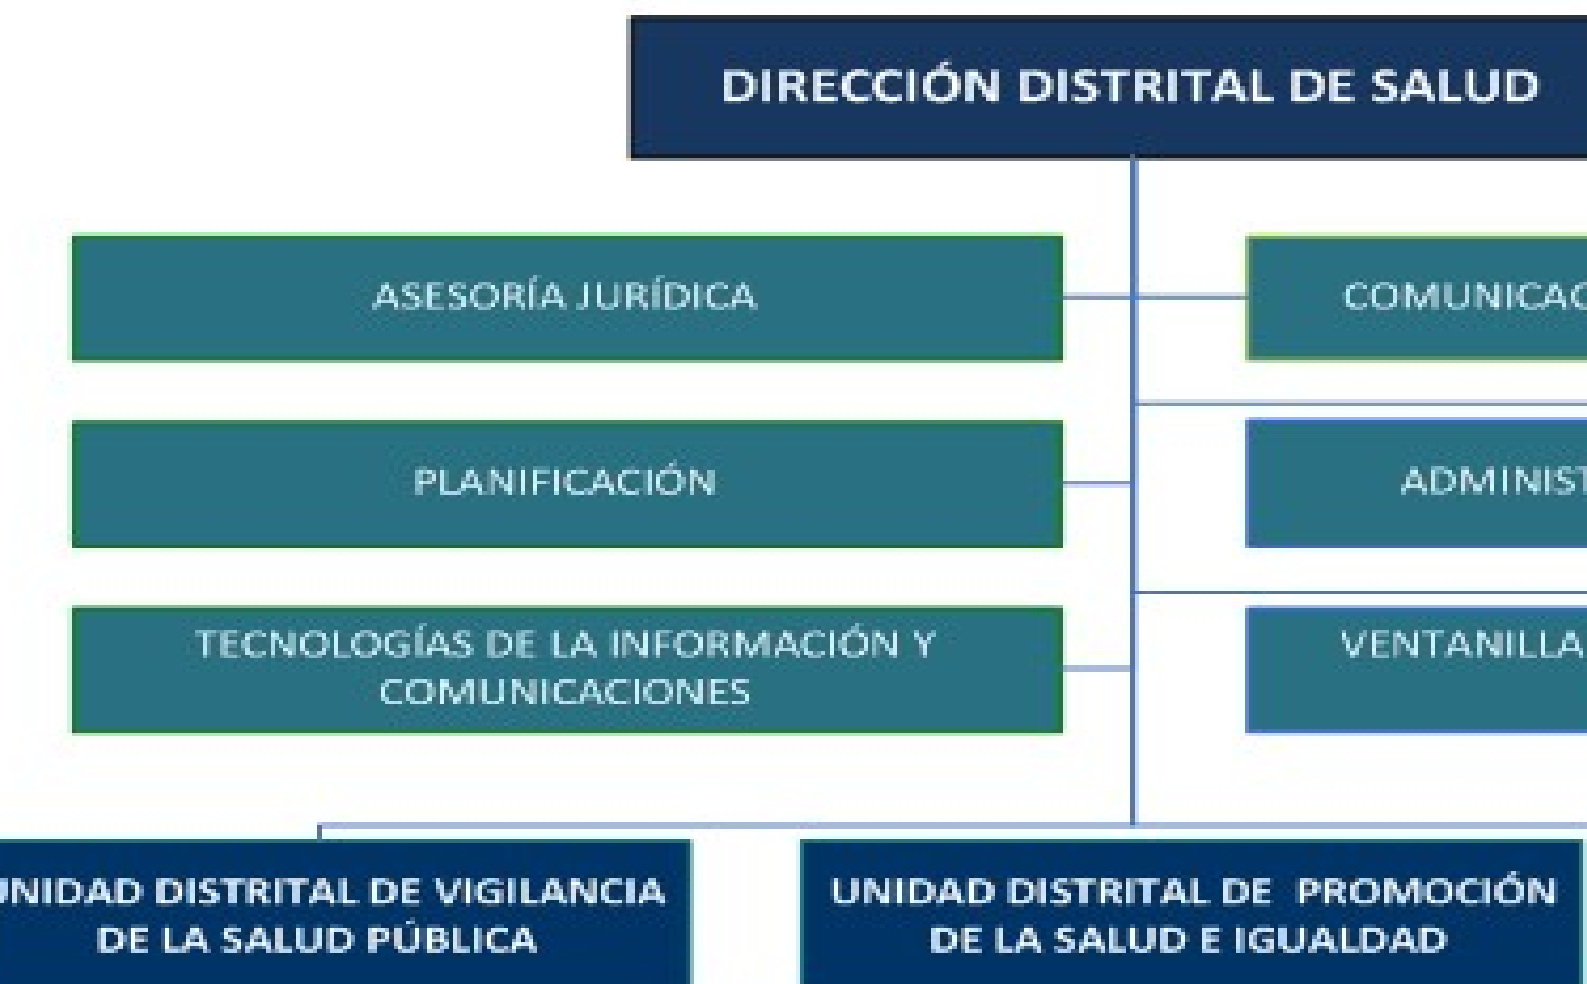 DIRECCIÓN DISTRITAL DE SALUD
ASESORÍA JURÍDICA
PLANIFICACIÓN
TECNOLOGÍAS DE LA INFORMACIÓN Y
COMUNICACIONES
VENTANILLA
DISTRITAL DE VIGILANCIA
DE LA SALUD PÚBLICA
UNIDAD DISTRITAL DE PROMOCIÓN
DE LA SALUD E IGUALDAD